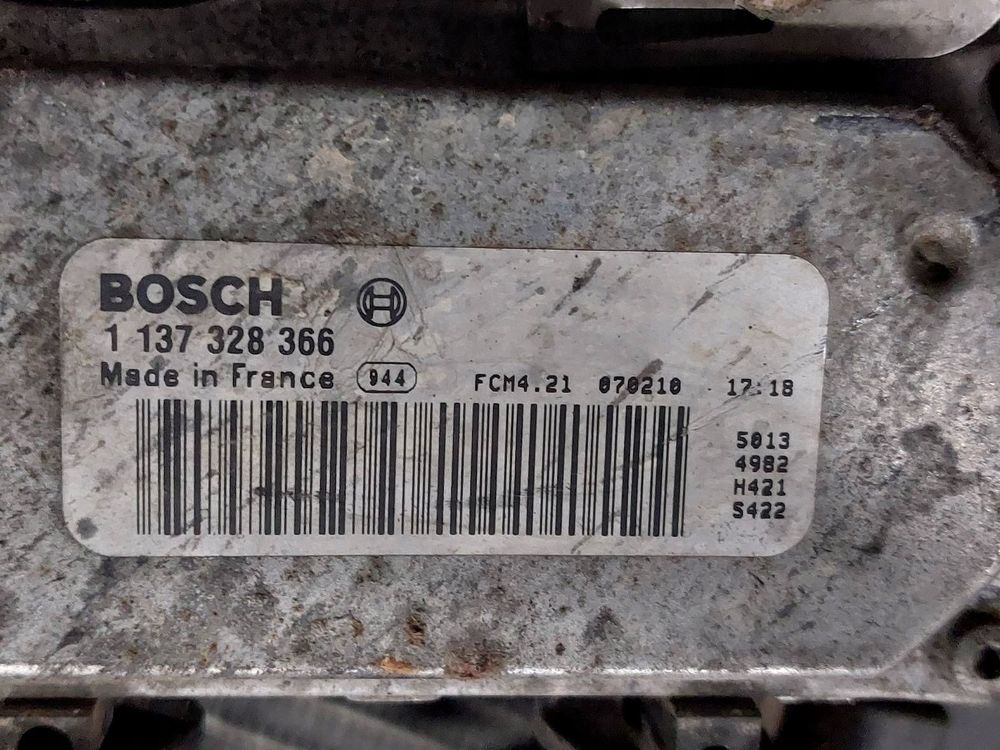 BOSCH
1 137 328 366
Made in France 944 FCM4.21 070210 17:18
5013
4982
H421
S422